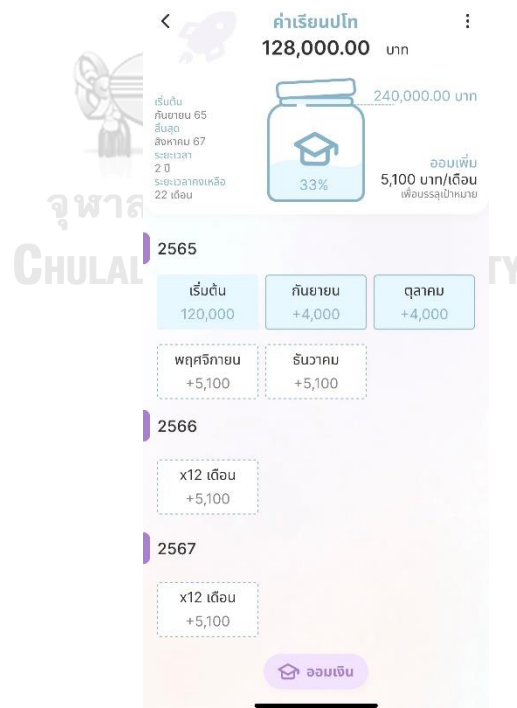 ค่าเรียนปโท
128,000.00 บาท
240,000.00 บาท
เริ่มต้น
กันยายน 65
สิ้นสุด
สิงหาคม 67
ระยะเวลา
2 ปี
ระยะเวลาคงเหลือ
22 เดือน
33%
ออมเพิ่ม
5,100 บาท/เดือน
เพื่อบรรลุเป้าหมาย
จุฬาล
CHULAL
TY
2565
เริ่มต้น
120,000
กันยายน
+4,000
ตุลาคม
+4,000
พฤศจิกายน
+5,100
ธันวาคม
+5,100
2566
x12 เดือน
+5,100
2567
x12 เดือน
+5,100
ออมเงิน